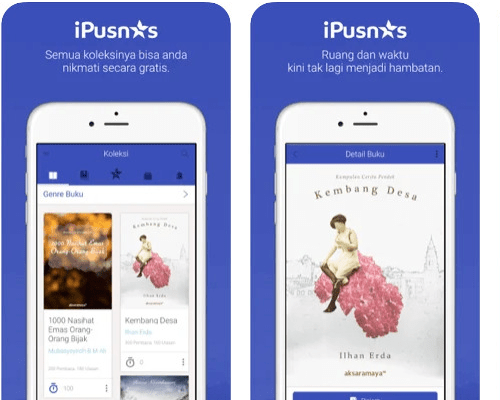 iPusnas
Semua koleksinya bisa anda
nikmati secara gratis.
Koleksi
Genre Buku
1000 Nasihat Emas
Orang-Orang Bijak
1000 Nasihat
Emas Orang-
Orang Bijak
100
Kembang Desa
Ilhan Erda
Kembang Desa
Ilhan Erda
0
iPusnas
Ruang dan waktu
kini tak lagi menjadi hambatan.
Detail Buku
Kumpulan Cerita Pendek
Kembang Desa
Ilhan Erda
aksaramaya